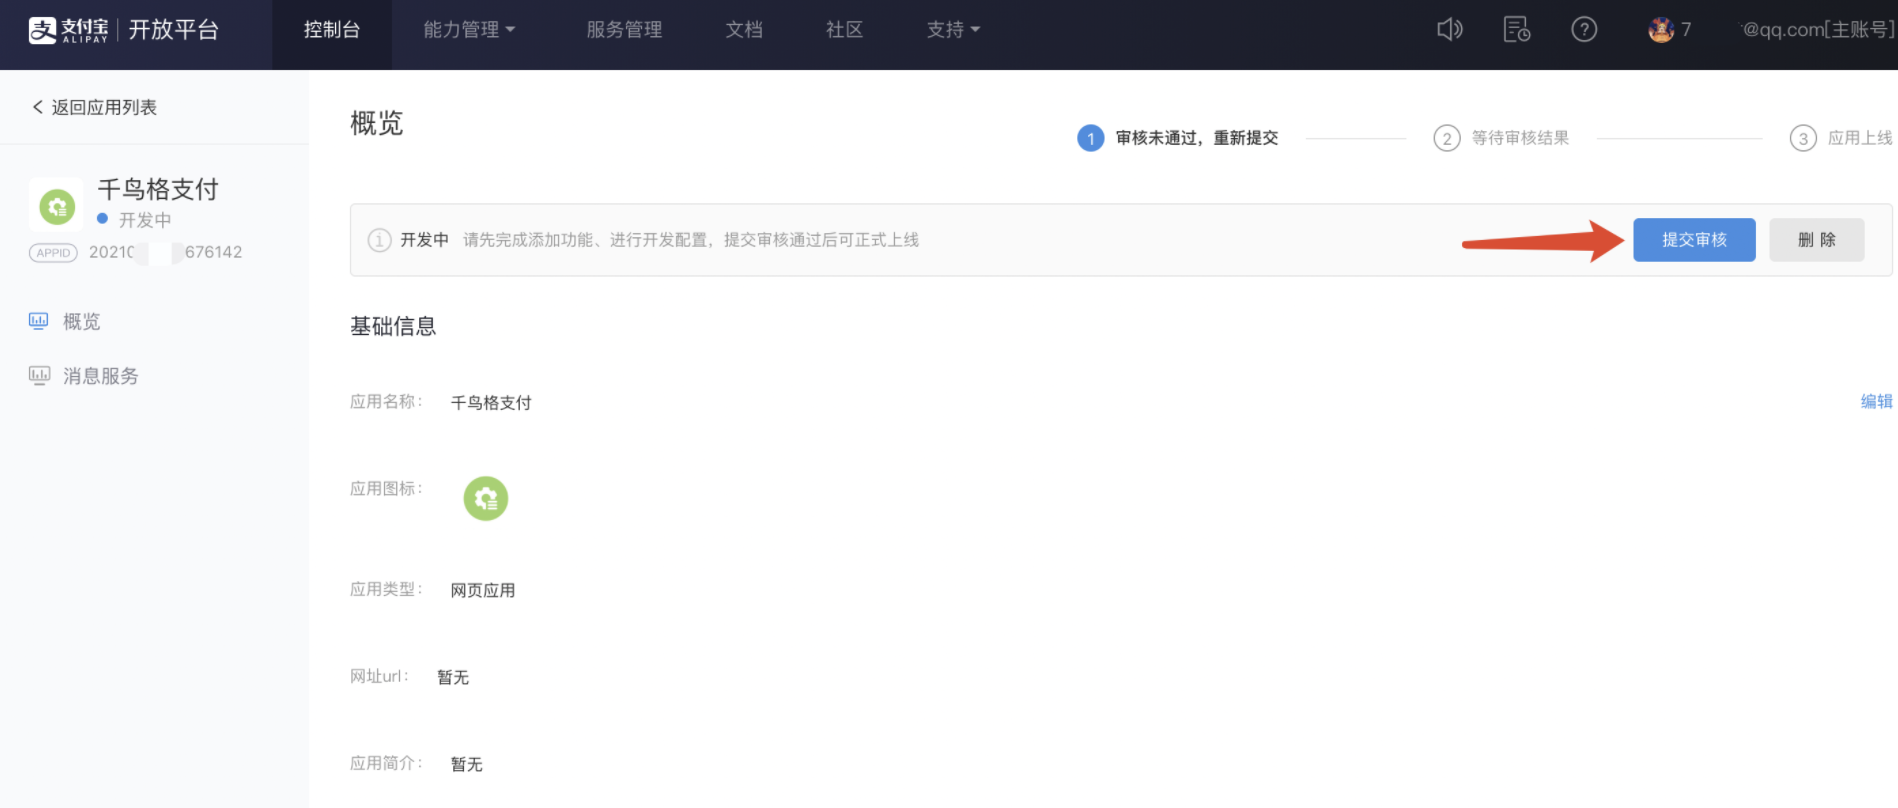 支付宝 ALIPAY 开放平台 控制台 能力管理 服务管理 文档 社区 支持 7 @qq.com[主账号]
返回应用列表
概览
1 审核未通过，重新提交 2 等待审核结果 3 应用上线
千鸟格支付
开发中
APPID 20210 676142
开发中 请先完成添加功能、进行开发配置，提交审核通过后可正式上线 提交审核 删 除
概览
消息服务
基础信息
应用名称： 千鸟格支付 编辑
应用图标：
应用类型： 网页应用
网址url： 暂无
应用简介： 暂无